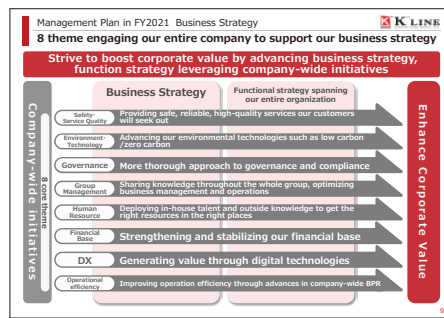 Management Plan in FY2021 Business Strategy
K LINE
8 theme engaging our entire company to support our business strategy
Strive to boost corporate value by advancing business strategy,
function strategy leveraging company-wide initiatives
Company-wide initiatives
8 core theme
Business Strategy
Functional strategy spanning
our entire organization
Safety-
Service Quality
Providing safe, reliable, high-quality services our customers
will seek out
Environment-
Technology
Advancing our environmental technologies such as low carbon
/zero carbon
Governance
More thorough approach to governance and compliance
Group
Management
Sharing knowledge throughout the whole group, optimizing
business management and operations
Human
Resource
Deploying in-house talent and outside knowledge to get the
right resources in the right places
Financial
Base
Strengthening and stabilizing our financial base
DX
Generating value through digital technologies
Operational
efficiency
Improving operation efficiency through advances in company-wide BPR
Enhance Corporate Value
9